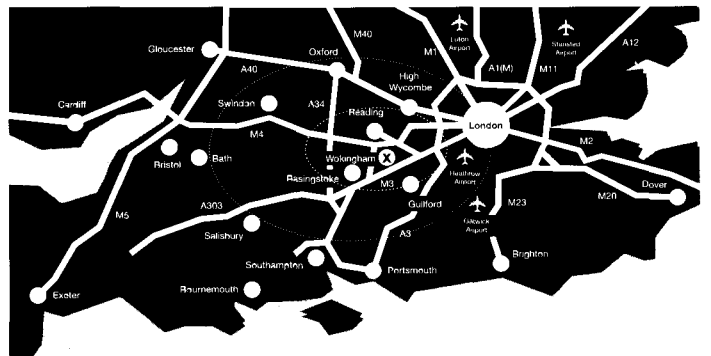 M40
Luton
Airport
Stansted
Airport
A12
Gloucester
Oxford
M1
A1(M)
M11
A40
High
Wycombe
Cardiff
Swindon
A34
Reading
London
M4
M2
Bristol
Bath
Wokingham
X
Heathrow
Airport
Basingstoke
M3
Guilford
M20
Dover
M5
A303
M23
Gatwick
Airport
Salisbury
A3
Southampton
Portsmouth
Brighton
Exeter
Bournemouth